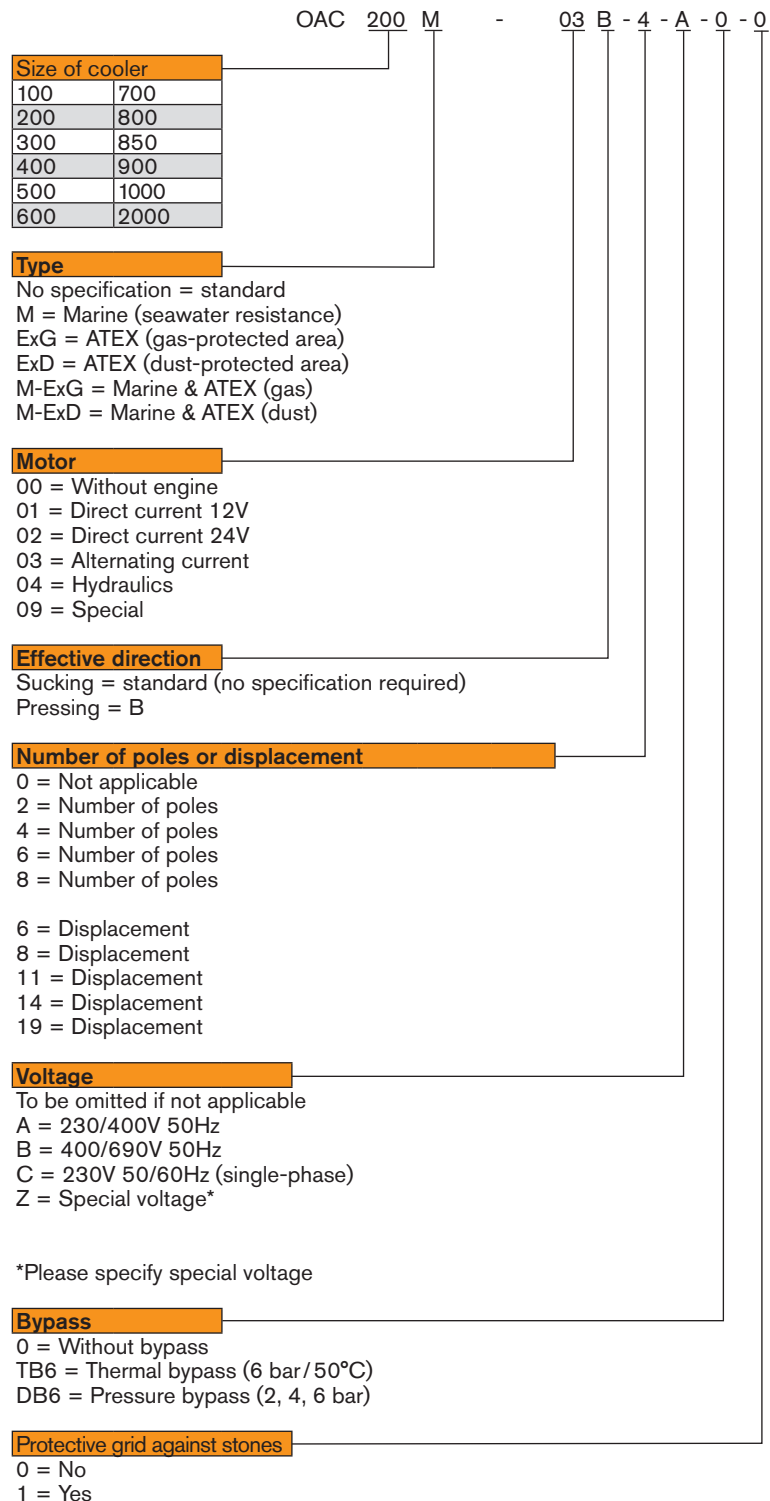 OAC 200 M - 03 B - 4 - A - 0 - 0
Size of cooler
100 700
200 800
300 850
400 900
500 1000
600 2000
Type
No specification = standard
M = Marine (seawater resistance)
ExG = ATEX (gas-protected area)
ExD = ATEX (dust-protected area)
M-ExG = Marine & ATEX (gas)
M-ExD = Marine & ATEX (dust)
Motor
00 = Without engine
01 = Direct current 12V
02 = Direct current 24V
03 = Alternating current
04 = Hydraulics
09 = Special
Effective direction
Sucking = standard (no specification required)
Pressing = B
Number of poles or displacement
0 = Not applicable
2 = Number of poles
4 = Number of poles
6 = Number of poles
8 = Number of poles
6 = Displacement
8 = Displacement
11 = Displacement
14 = Displacement
19 = Displacement
Voltage
To be omitted if not applicable
A = 230/400V 50Hz
B = 400/690V 50Hz
C = 230V 50/60Hz (single-phase)
Z = Special voltage*
*Please specify special voltage
Bypass
0 = Without bypass
TB6 = Thermal bypass (6 bar/50°C)
DB6 = Pressure bypass (2, 4, 6 bar)
Protective grid against stones
0 = No
1 = Yes